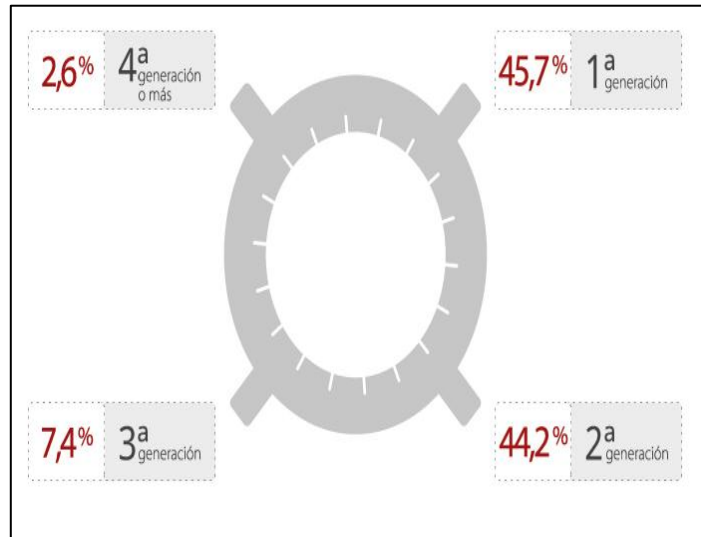 2,6% 4ª generación o más
45,7% 1ª generación
7,4% 3ª generación
44,2% 2ª generación